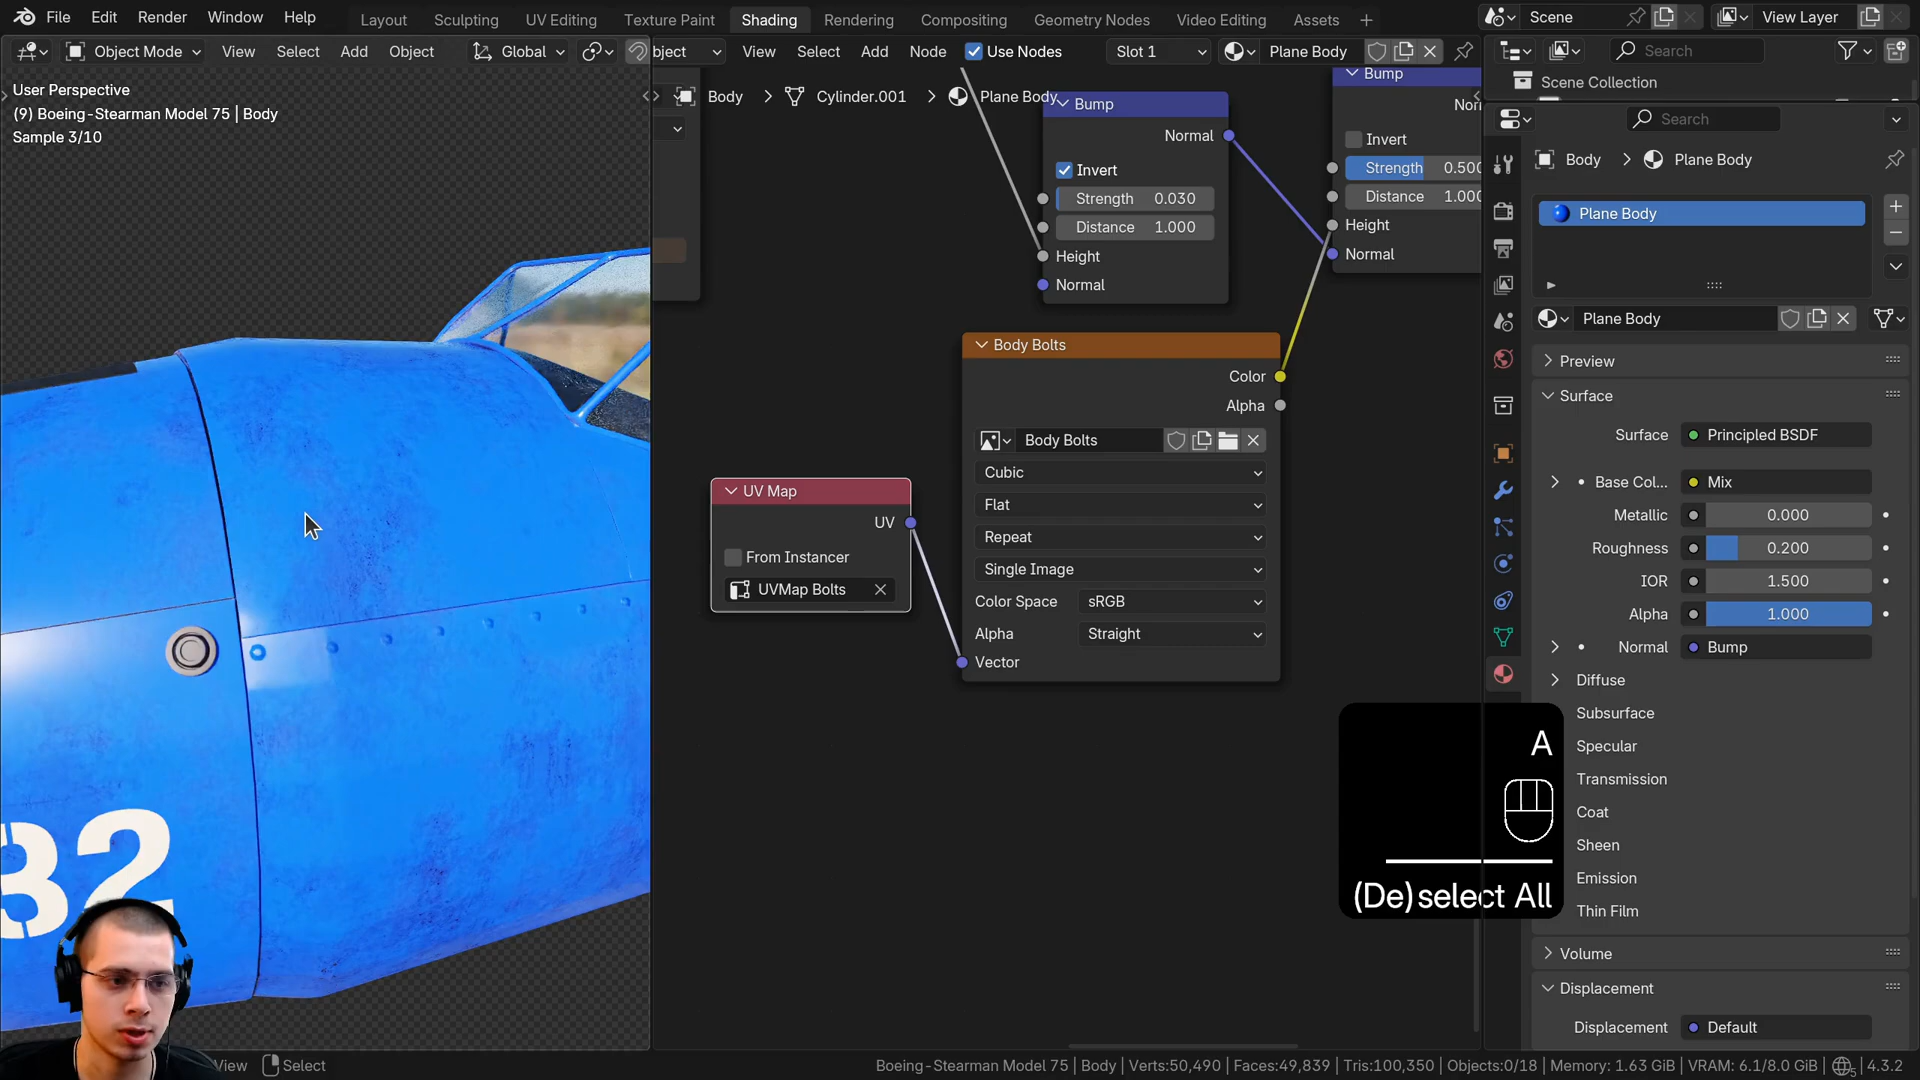 File Edit Render Window Help
Layout Sculpting UV Editing Texture Paint Shading Rendering Compositing Geometry Nodes Video Editing Assets +
Scene View Layer
Object Mode View Select Add Object Global
bject View Select Add Node Use Nodes Slot 1 Plane Body
Search
Scene Collection
User Perspective
(9) Boeing-Stearman Model 75 | Body
Sample 3/10
Body > Cylinder.001 > Plane Body
Bump
Normal
Invert
Strength 0.030
Distance 1.000
Height
Normal
Bump
Nor
Invert
Strength 0.500
Distance 1.000
Height
Normal
Body Bolts
Color
Alpha
Body Bolts
Cubic
Flat
Repeat
Single Image
Color Space sRGB
Alpha Straight
Vector
UV Map
UV
From Instancer
UVMap Bolts
32
A
(De)select All
Search
Body > Plane Body
Plane Body
Plane Body
Preview
Surface
Surface Principled BSDF
Base Col... Mix
Metallic 0.000
Roughness 0.200
IOR 1.500
Alpha 1.000
Normal Bump
Diffuse
Subsurface
Specular
Transmission
Coat
Sheen
Emission
Thin Film
Volume
Displacement
Displacement Default
View Select
Boeing-Stearman Model 75 | Body | Verts:50,490 | Faces:49,839 | Tris:100,350 | Objects:0/18 | Memory: 1.63 GiB | VRAM: 6.1/8.0 GiB | 4.3.2